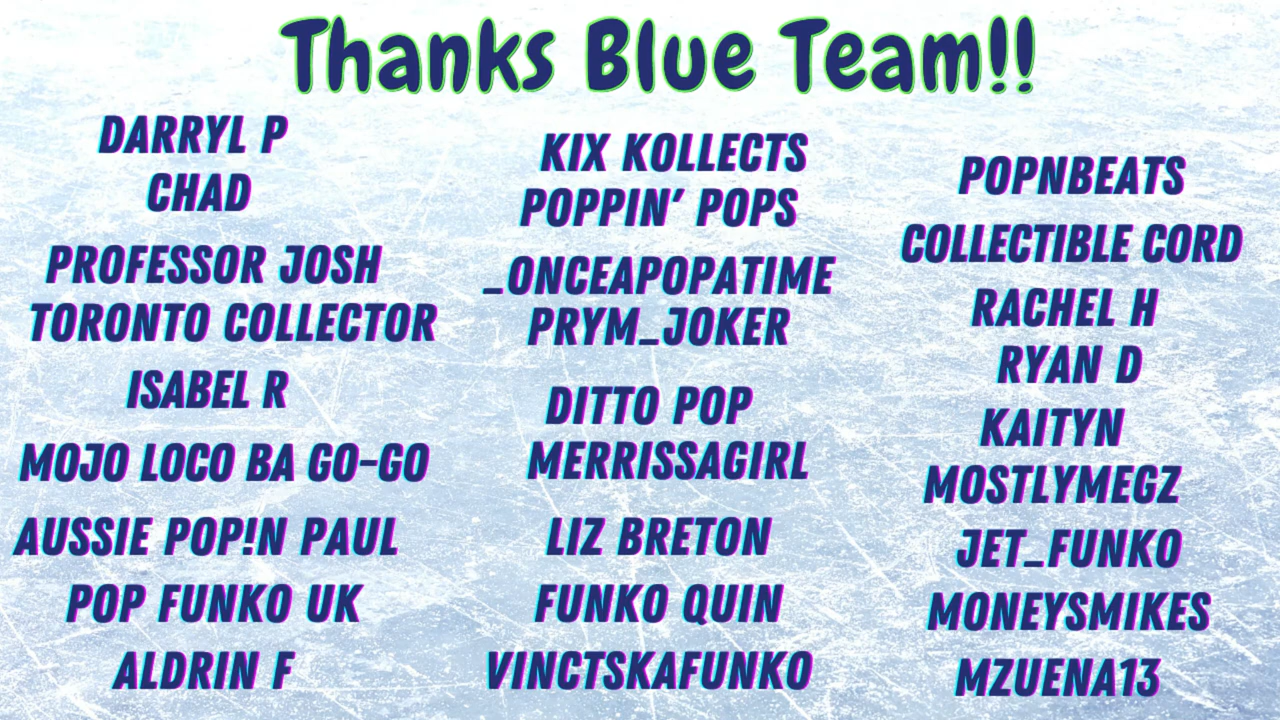 Thanks Blue Team!!
DARRYL P
CHAD
PROFESSOR JOSH
TORONTO COLLECTOR
ISABEL R
MOJO LOCO BA GO-GO
AUSSIE POP!N PAUL
POP FUNKO UK
ALDRIN F
KIX KOLLECTS
POPPIN' POPS
_ONCEAPOPATIME
PRYM_JOKER
DITTO POP
MERRISSAGIRL
LIZ BRETON
FUNKO QUIN
VINCTSKAFUNKO
POPNBEATS
COLLECTIBLE CORD
RACHEL H
RYAN D
KAITYN
MOSTLYMEGZ
JET_FUNKO
MONEYSMIKES
MZUENA13